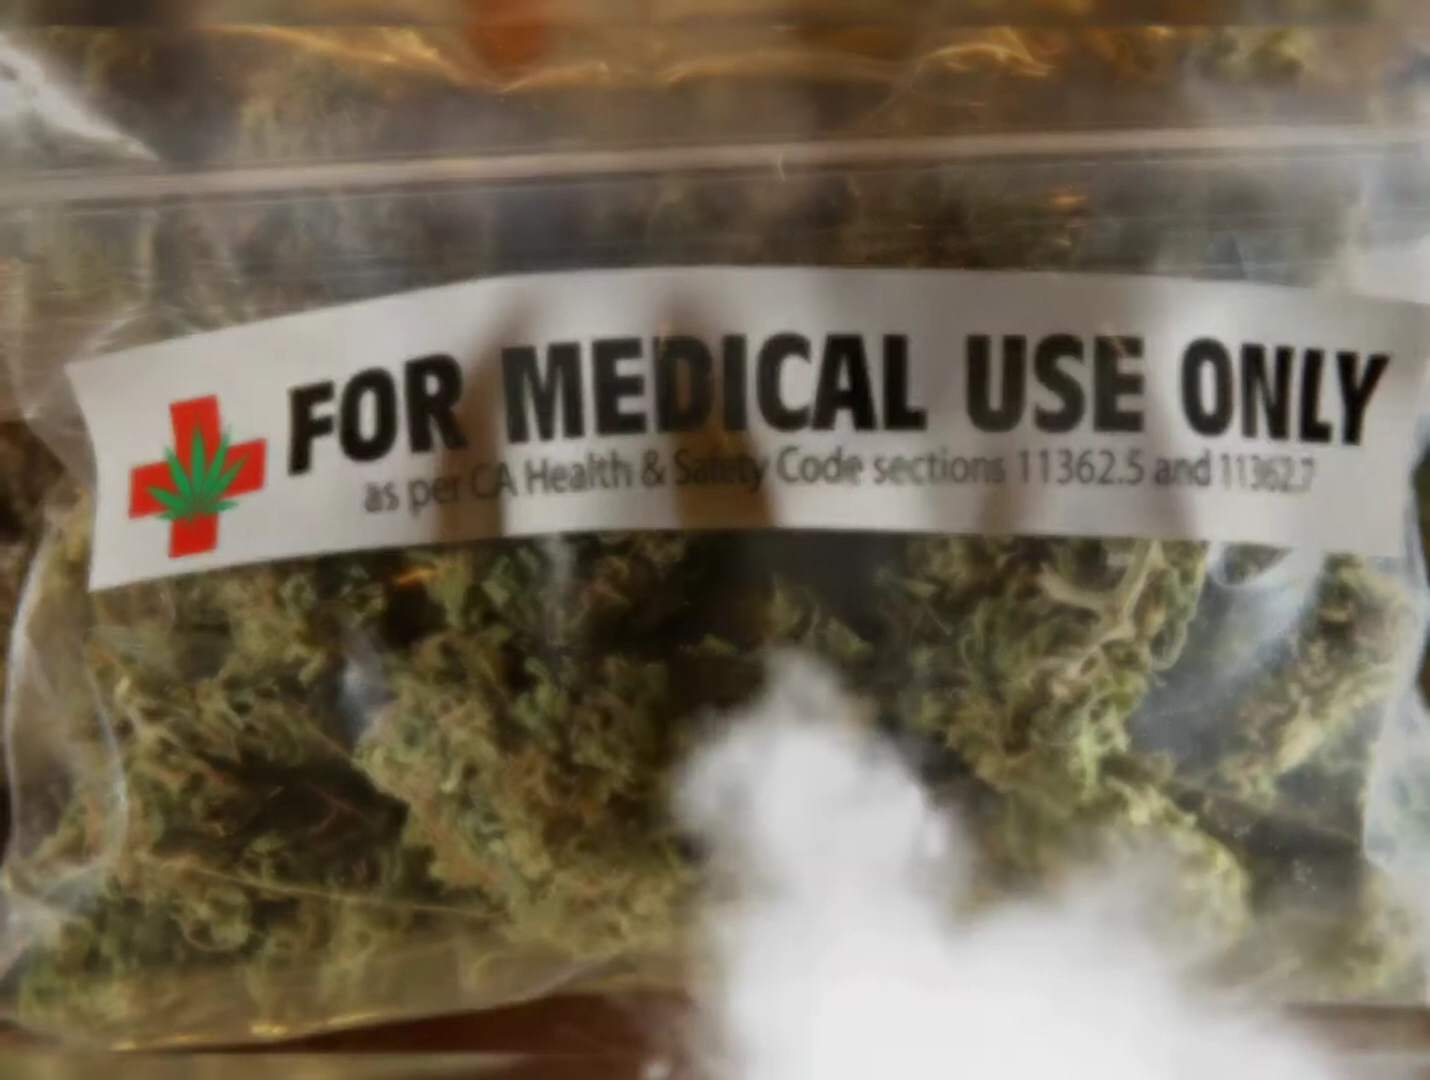 FOR MEDICAL USE ONLY
as per CA Health & Safety Code sections 11362.5 and 11362.7